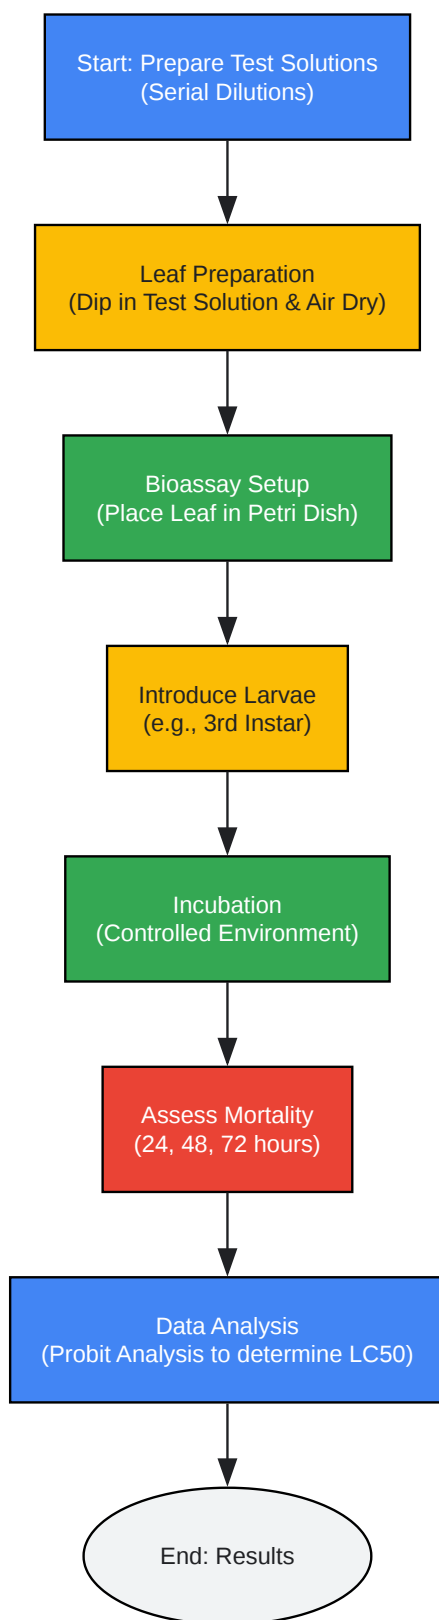 Start: Prepare Test Solutions
(Serial Dilutions)
Leaf Preparation
(Dip in Test Solution & Air Dry)
Bioassay Setup
(Place Leaf in Petri Dish)
Introduce Larvae
(e.g., 3rd Instar)
Incubation
(Controlled Environment)
Assess Mortality
(24, 48, 72 hours)
Data Analysis
(Probit Analysis to determine LC50)
End: Results